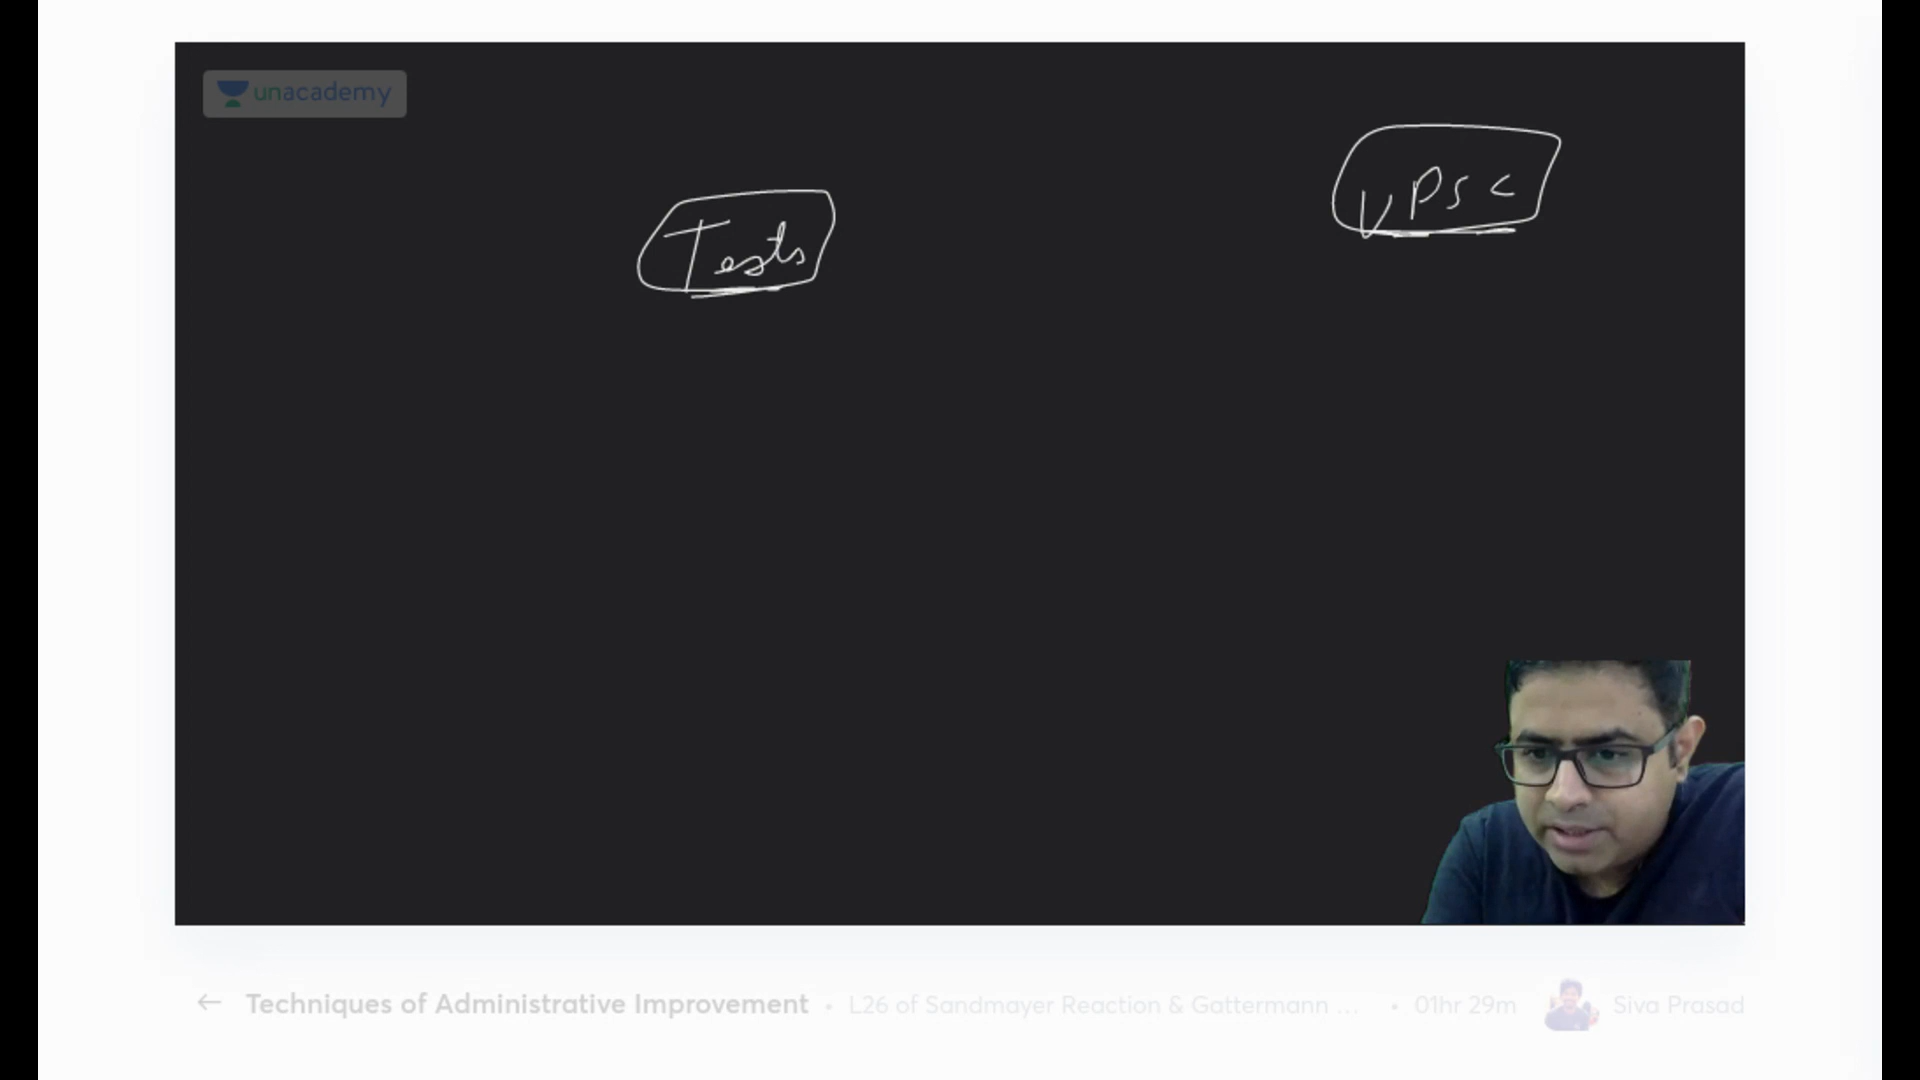 unacademy
UPSC
Tests
Techniques of Administrative Improvement • L26 of Sandmayer Reaction & Gattermann ... • 01hr 29m Siva Prasad